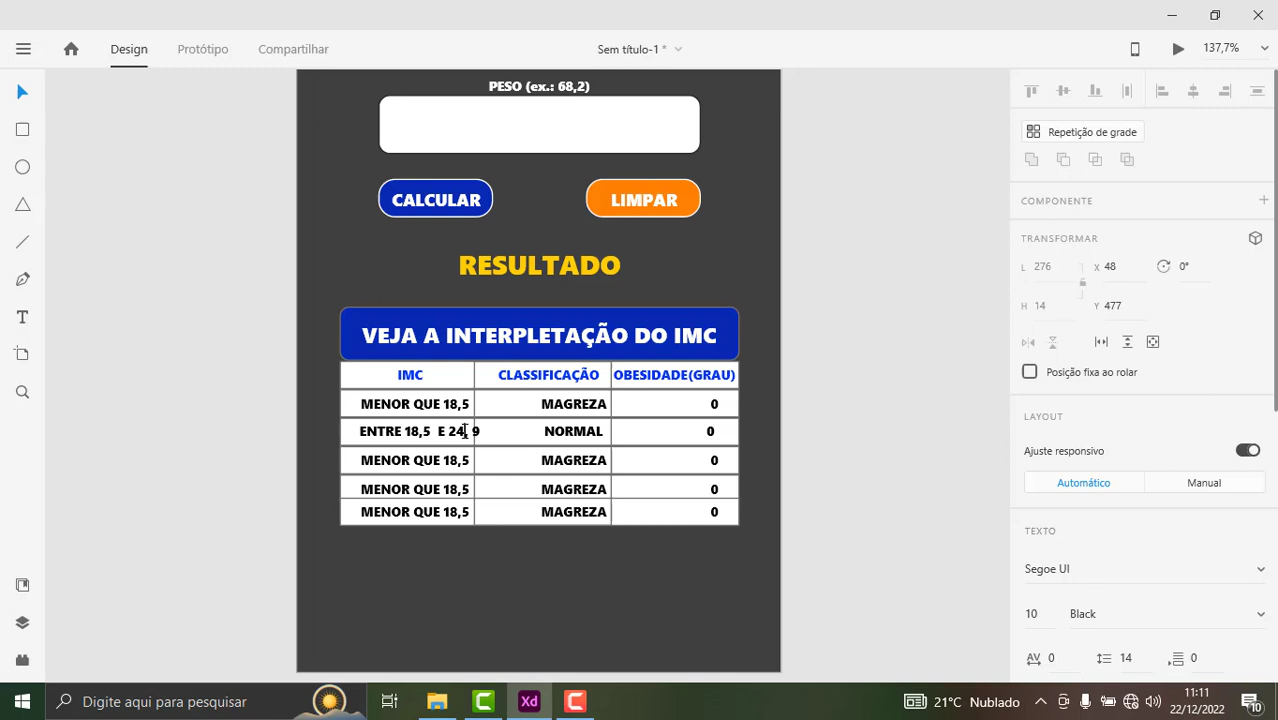 Design
Protótipo
Compartilhar
Sem título-1 *
137,7%
PESO (ex.: 68,2)
CALCULAR
LIMPAR
RESULTADO
VEJA A INTERPLETAÇÃO DO IMC
IMC CLASSIFICAÇÃO OBESIDADE(GRAU)
MENOR QUE 18,5 MAGREZA 0
ENTRE 18,5 E 24, 9 NORMAL 0
MENOR QUE 18,5 MAGREZA 0
MENOR QUE 18,5 MAGREZA 0
MENOR QUE 18,5 MAGREZA 0
Repetição de grade
COMPONENTE
TRANSFORMAR
L 276 X 48 0°
H 14 Y 477
Posição fixa ao rolar
LAYOUT
Ajuste responsivo
Automático Manual
TEXTO
Segoe UI
10 Black
AV 0 14 0
Digite aqui para pesquisar
Xd
21°C Nublado
11:11
22/12/2022
10